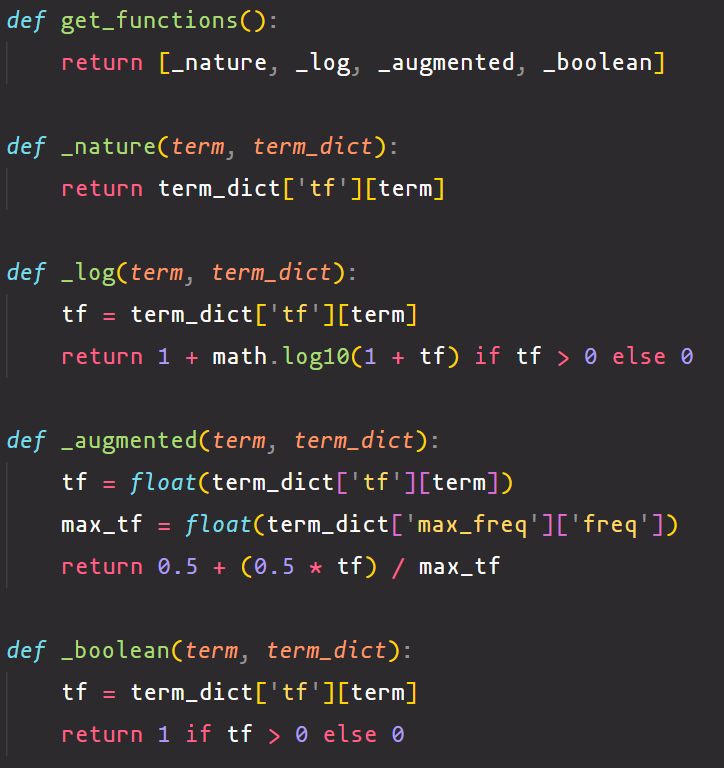 def get_functions():
    return [_nature, _log, _augmented, _boolean]

def _nature(term, term_dict):
    return term_dict['tf'][term]

def _log(term, term_dict):
    tf = term_dict['tf'][term]
    return 1 + math.log10(1 + tf) if tf > 0 else 0

def _augmented(term, term_dict):
    tf = float(term_dict['tf'][term])
    max_tf = float(term_dict['max_freq']['freq'])
    return 0.5 + (0.5 * tf) / max_tf

def _boolean(term, term_dict):
    tf = term_dict['tf'][term]
    return 1 if tf > 0 else 0